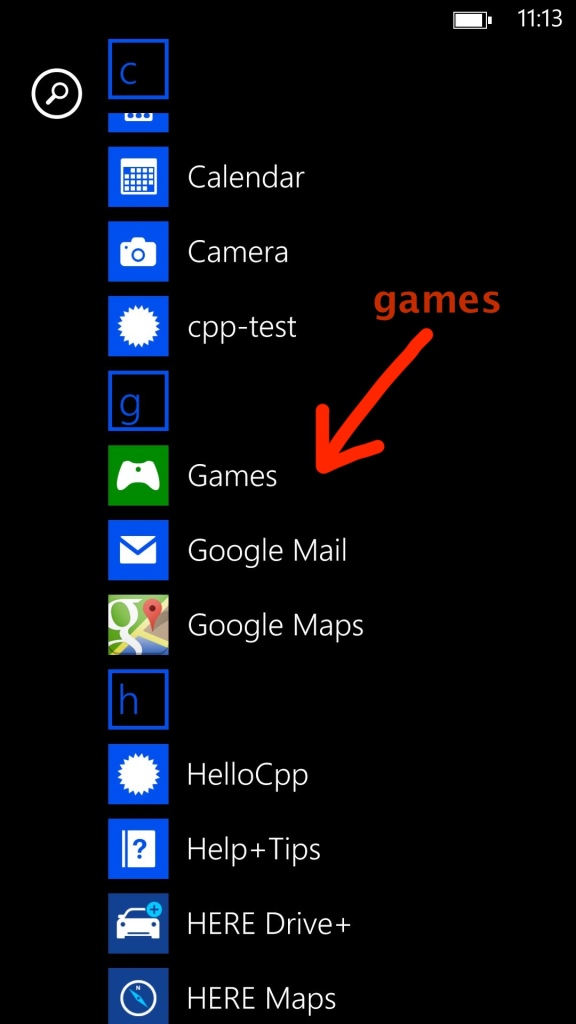 11:13
c
Calendar
Camera
games
cpp-test
g
Games
Google Mail
g
Google Maps
h
HelloCpp
?
Help+Tips
HERE Drive+
N
HERE Maps